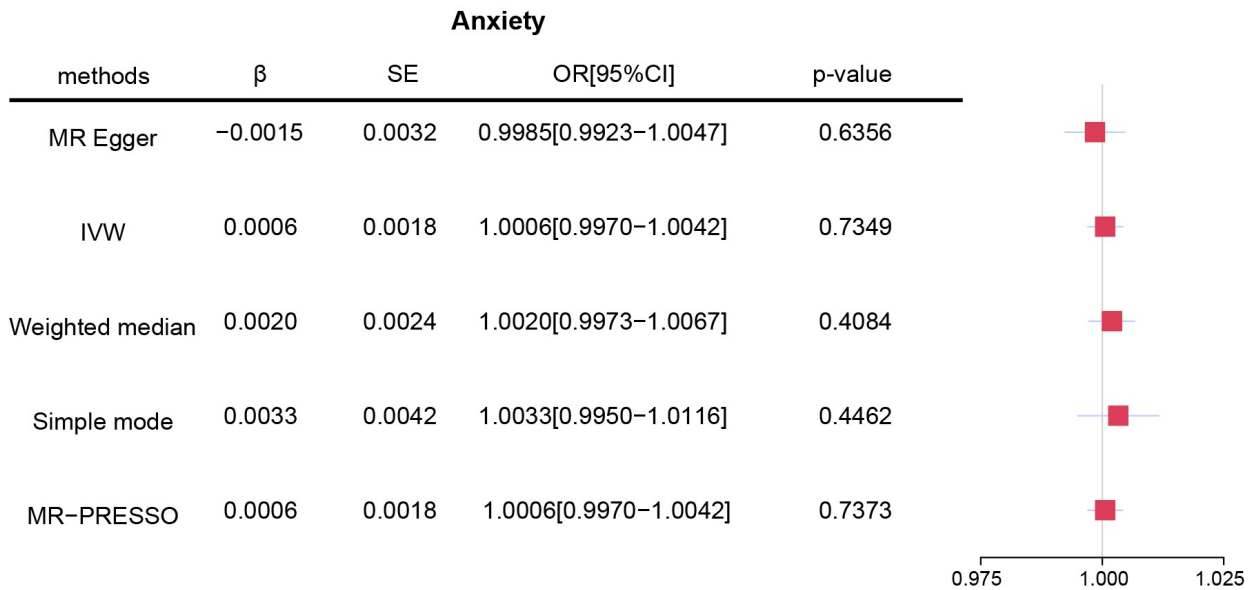 Anxiety
methods β SE OR[95%CI] p-value
MR Egger −0.0015 0.0032 0.9985[0.9923−1.0047] 0.6356
IVW 0.0006 0.0018 1.0006[0.9970−1.0042] 0.7349
Weighted median 0.0020 0.0024 1.0020[0.9973−1.0067] 0.4084
Simple mode 0.0033 0.0042 1.0033[0.9950−1.0116] 0.4462
MR−PRESSO 0.0006 0.0018 1.0006[0.9970−1.0042] 0.7373
0.975 1.000 1.025